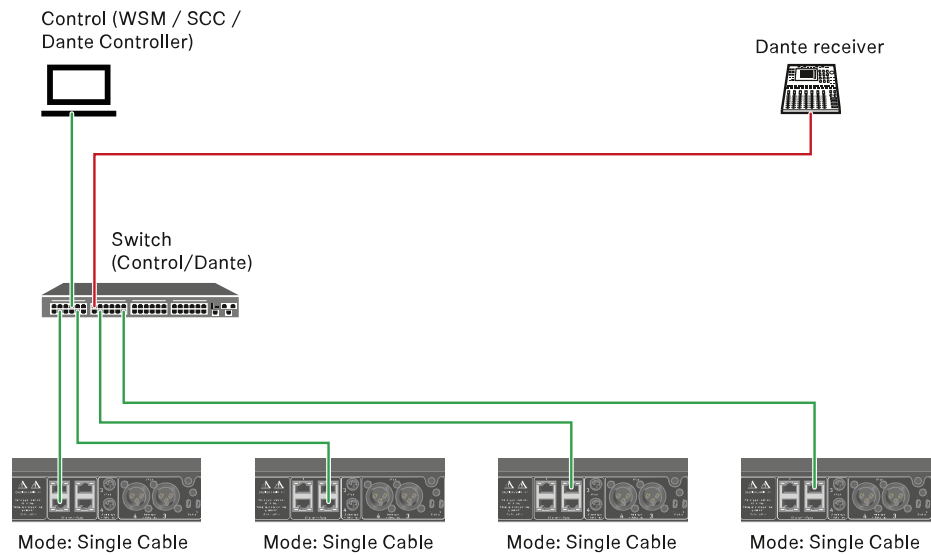 Control (WSM / SCC /
Dante Controller)
Dante receiver
Switch
(Control/Dante)
Mode: Single Cable
Mode: Single Cable
Mode: Single Cable
Mode: Single Cable